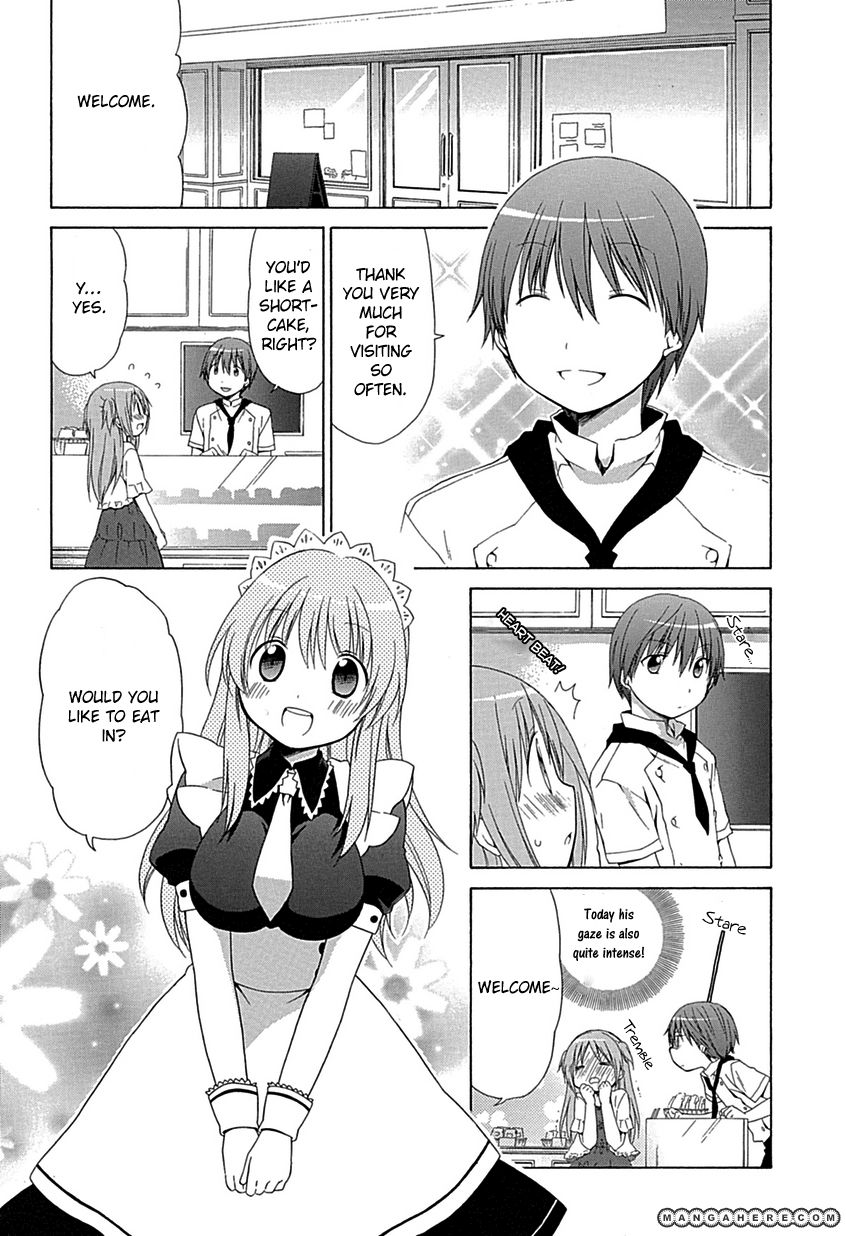 WELCOME.
THANK
YOU VERY
MUCH
FOR
VISITING
SO
OFTEN.
YOU'D
LIKE A
SHORT-
CAKE,
RIGHT?
Y...
YES.
Stare...
HEART BEAT!
Today his
gaze is also
quite intense!
Stare
Tremble
WELCOME~
WOULD YOU
LIKE TO EAT
IN?
MANGAHERE.COM